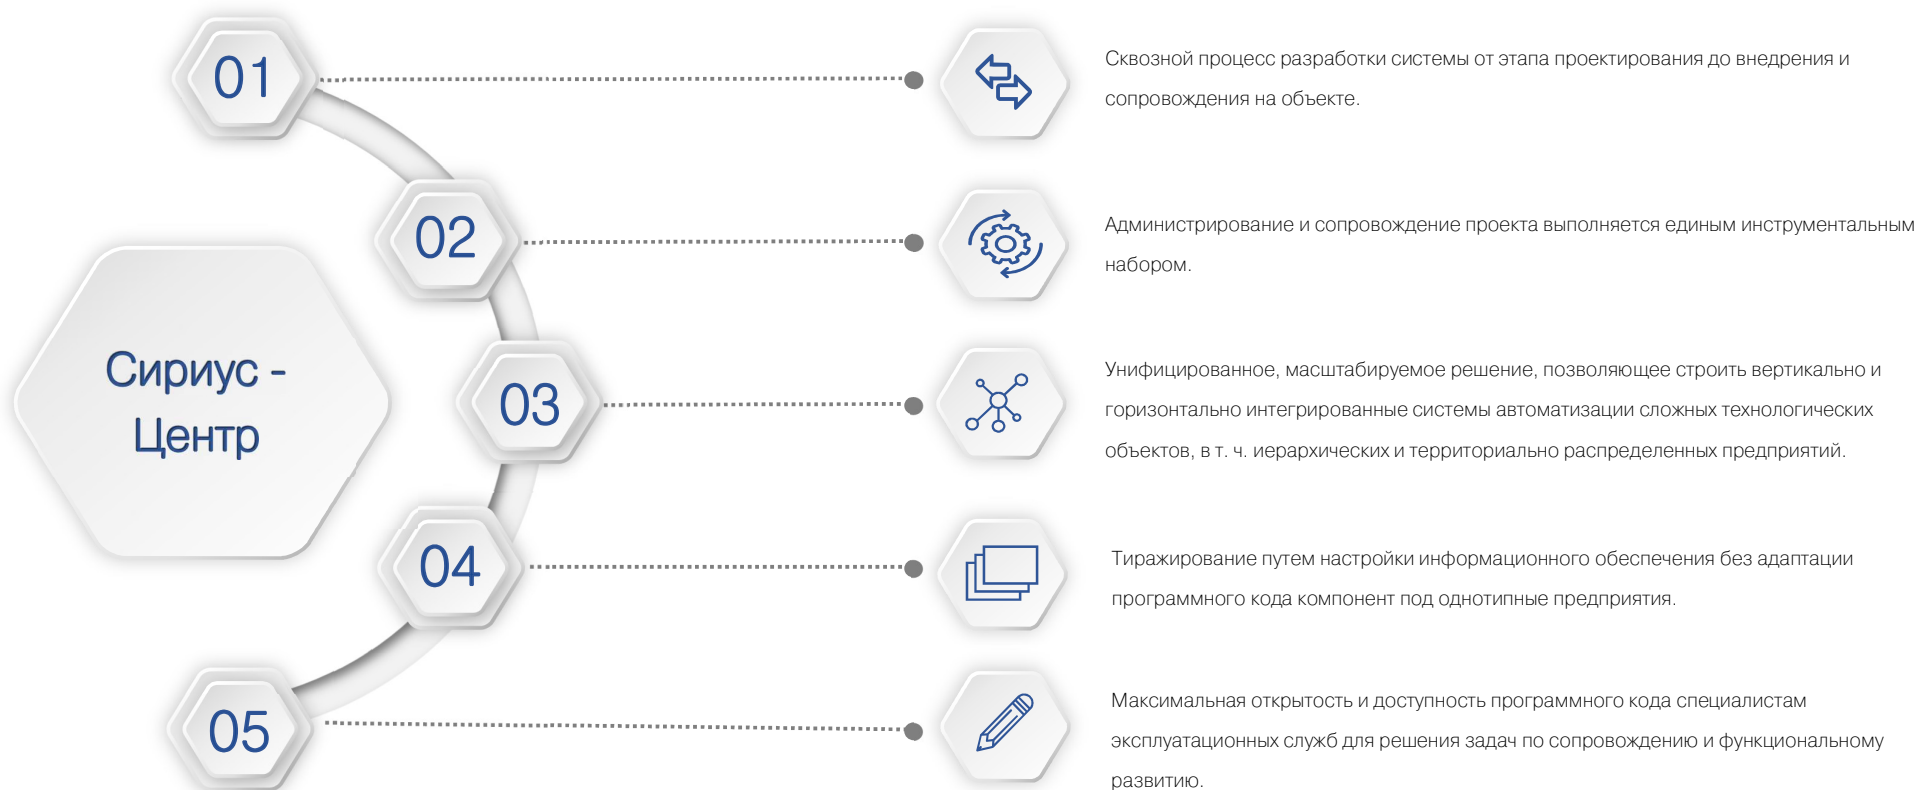 Сириус -
Центр
01
Сквозной процесс разработки системы от этапа проектирования до внедрения и
сопровождения на объекте.
02
Администрирование и сопровождение проекта выполняется единым инструментальным
набором.
03
Унифицированное, масштабируемое решение, позволяющее строить вертикально и
горизонтально интегрированные системы автоматизации сложных технологических
объектов, в т. ч. иерархических и территориально распределенных предприятий.
04
Тиражирование путем настройки информационного обеспечения без адаптации
программного кода компонент под однотипные предприятия.
05
Максимальная открытость и доступность программного кода специалистам
эксплуатационных служб для решения задач по сопровождению и функциональному
развитию.